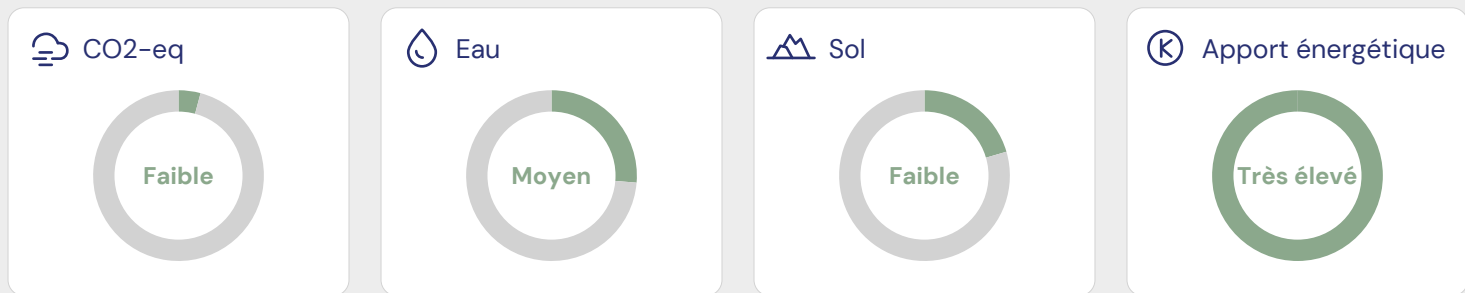 CO2-eq
Faible
Eau
Moyen
Sol
Faible
Apport énergétique
Très élevé